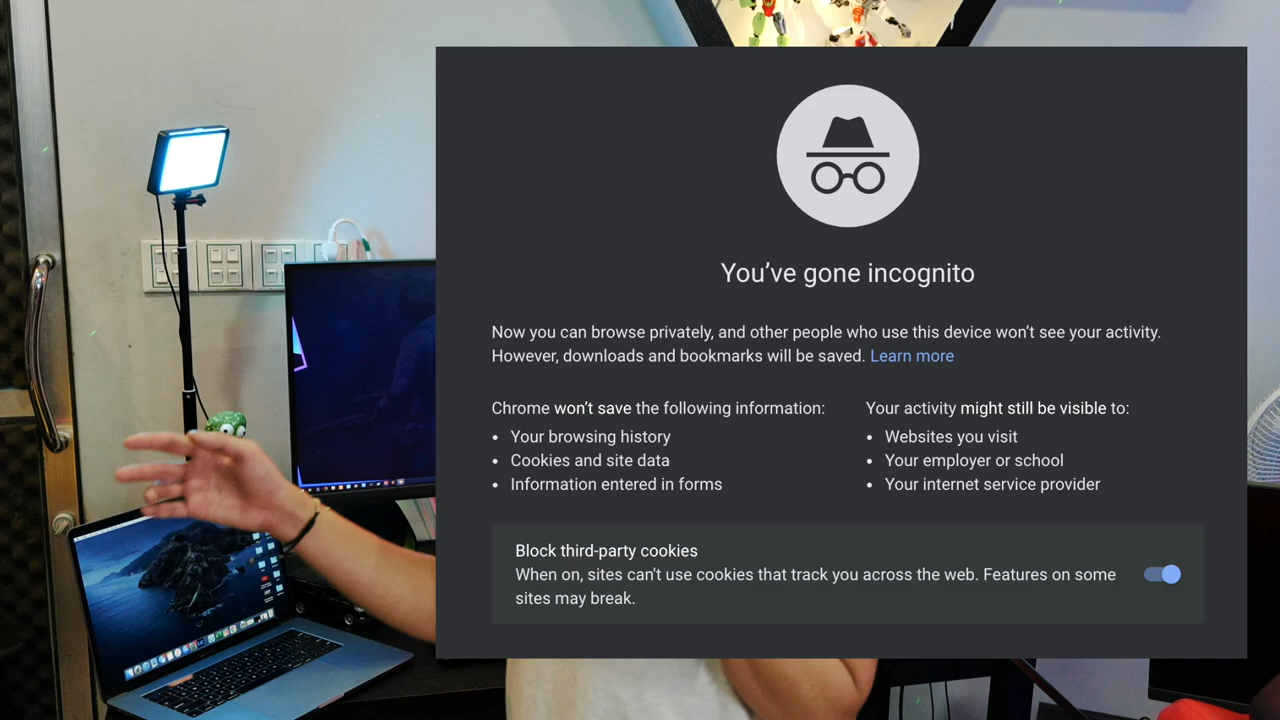 You’ve gone incognito
Now you can browse privately, and other people who use this device won’t see your activity.
However, downloads and bookmarks will be saved. Learn more
Chrome won’t save the following information:
• Your browsing history
• Cookies and site data
• Information entered in forms
Your activity might still be visible to:
• Websites you visit
• Your employer or school
• Your internet service provider
Block third-party cookies
When on, sites can't use cookies that track you across the web. Features on some
sites may break.